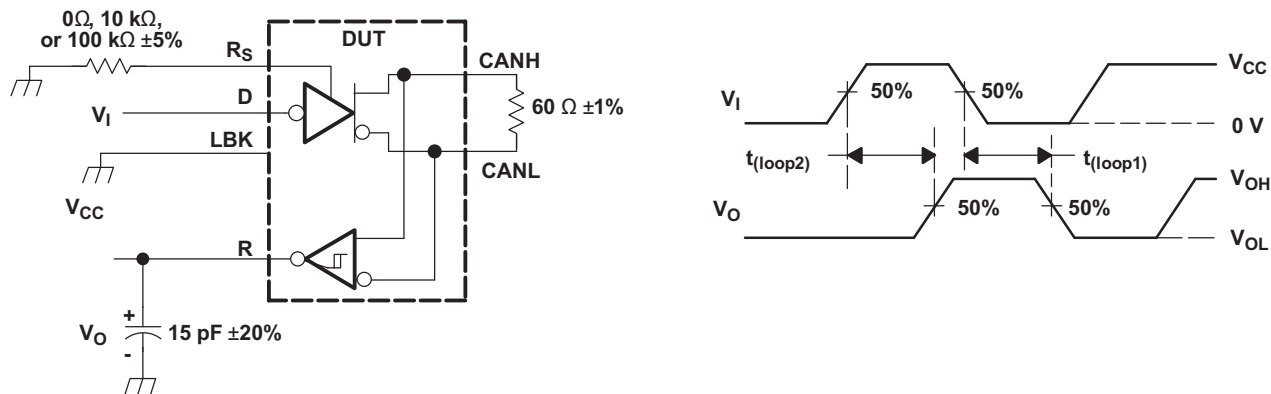 0Ω, 10 kΩ,
or 100 kΩ ±5%
RS
DUT
CANH
D
VI
60 Ω ±1%
LBK
CANL
VCC
R
+
VO
15 pF ±20%
-
VCC
VI
50%
50%
0 V
t(loop2)
t(loop1)
VOH
VO
50%
50%
VOL